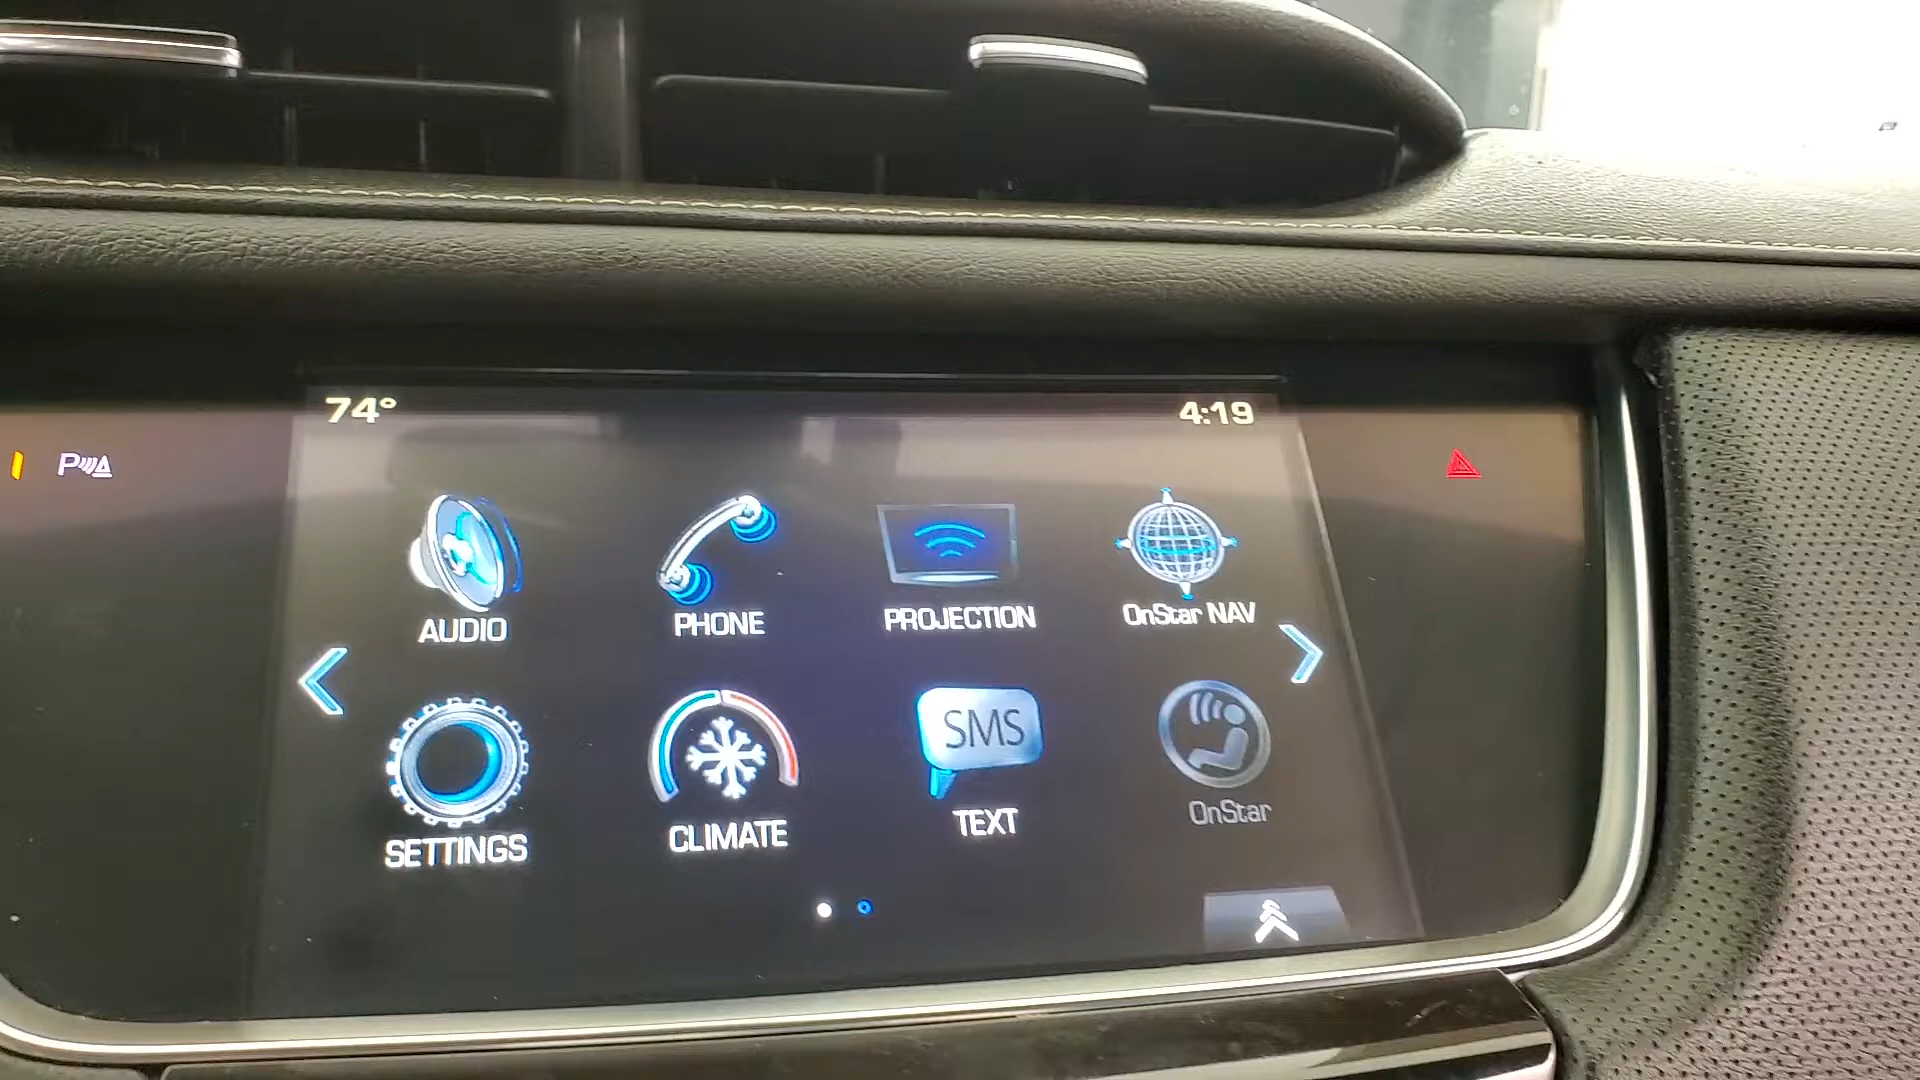 74° 4:19
P
AUDIO PHONE PROJECTION OnStar NAV
SMS
SETTINGS CLIMATE TEXT OnStar